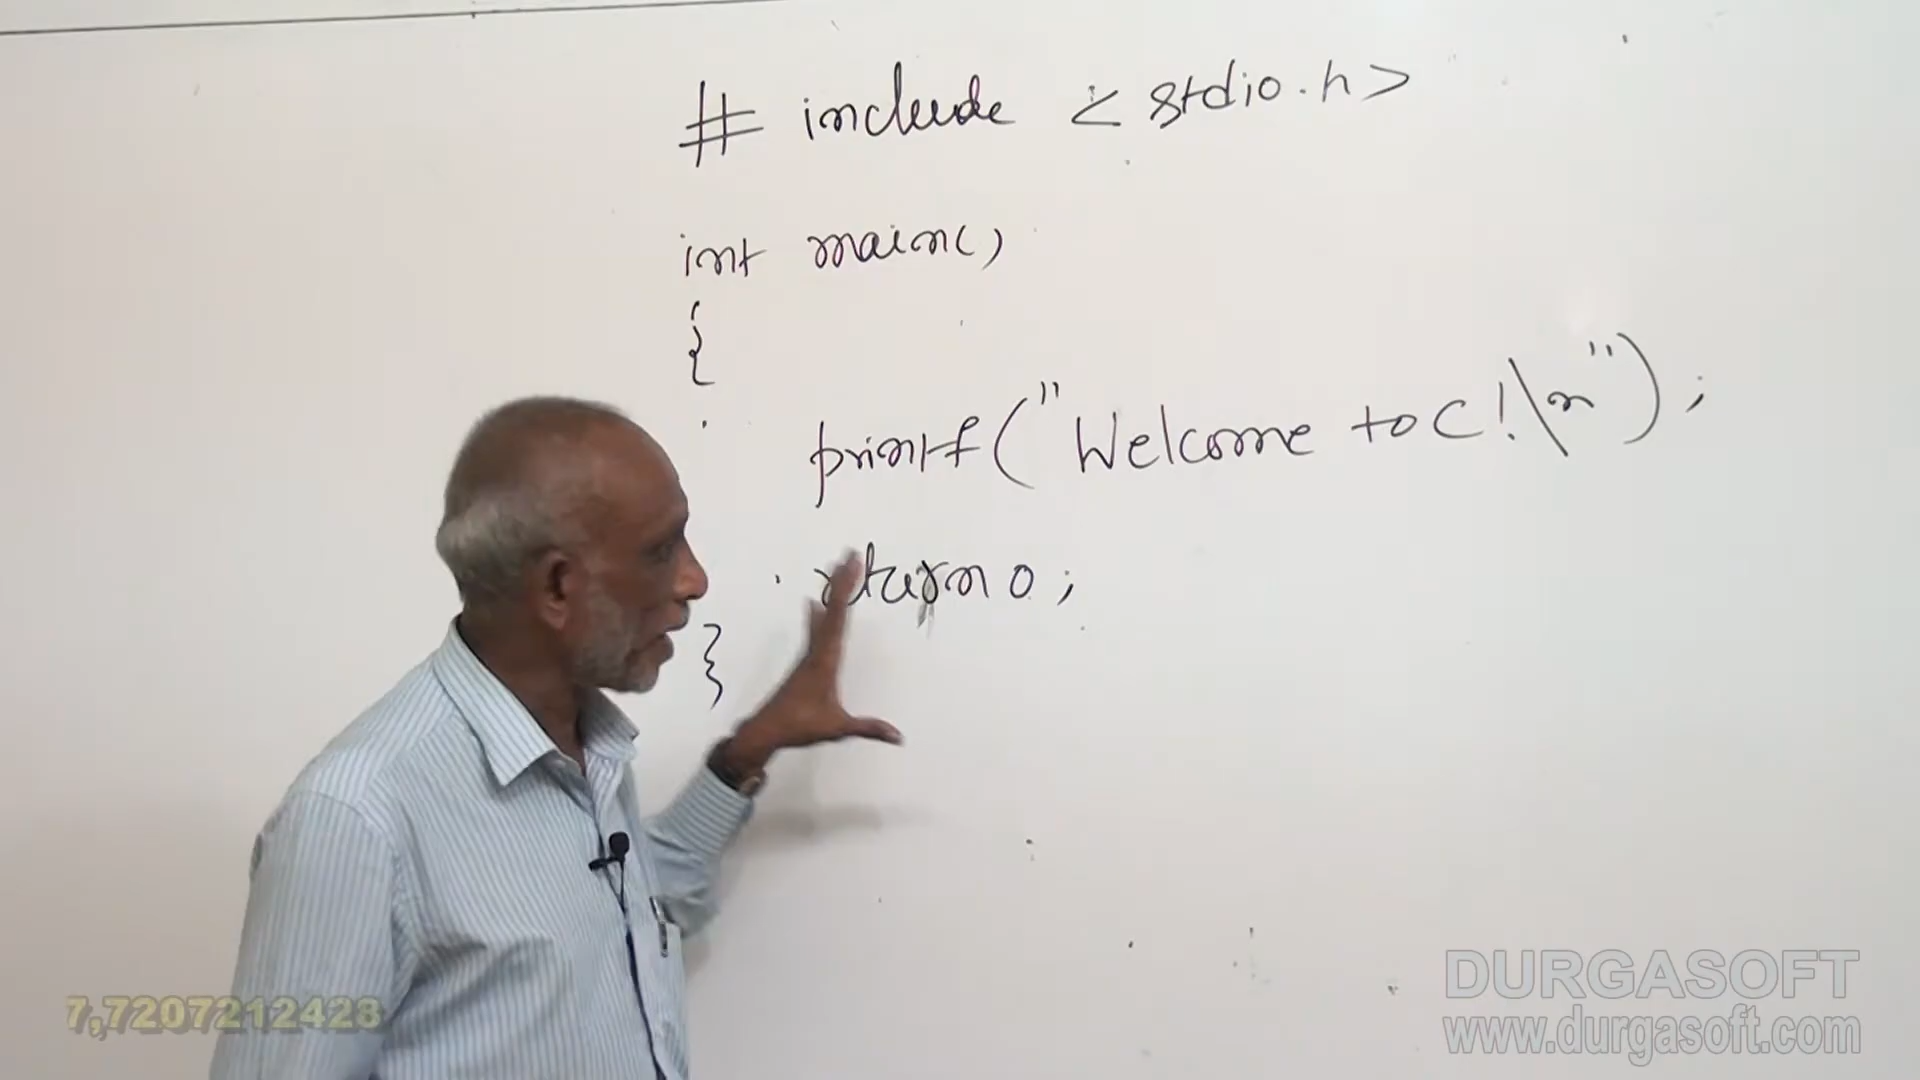 # include <stdio.h>
int main()
{
printf("Welcome to C!\n");
return 0;
}
7,7207212428
DURGASOFT
www.durgasoft.com